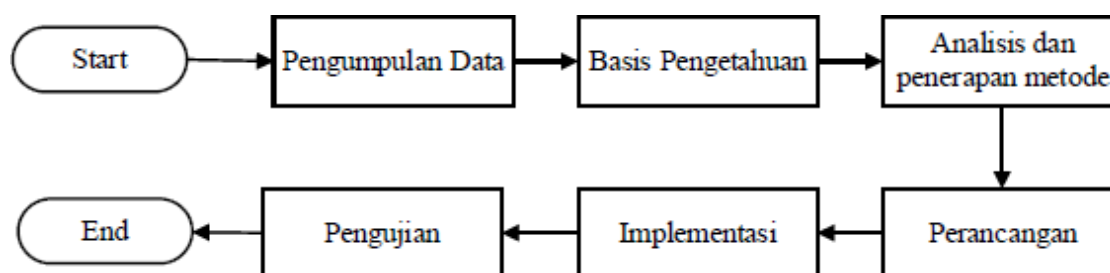 Start
Pengumpulan Data
Basis Pengetahuan
Analisis dan
penerapan metode
Perancangan
Implementasi
Pengujian
End